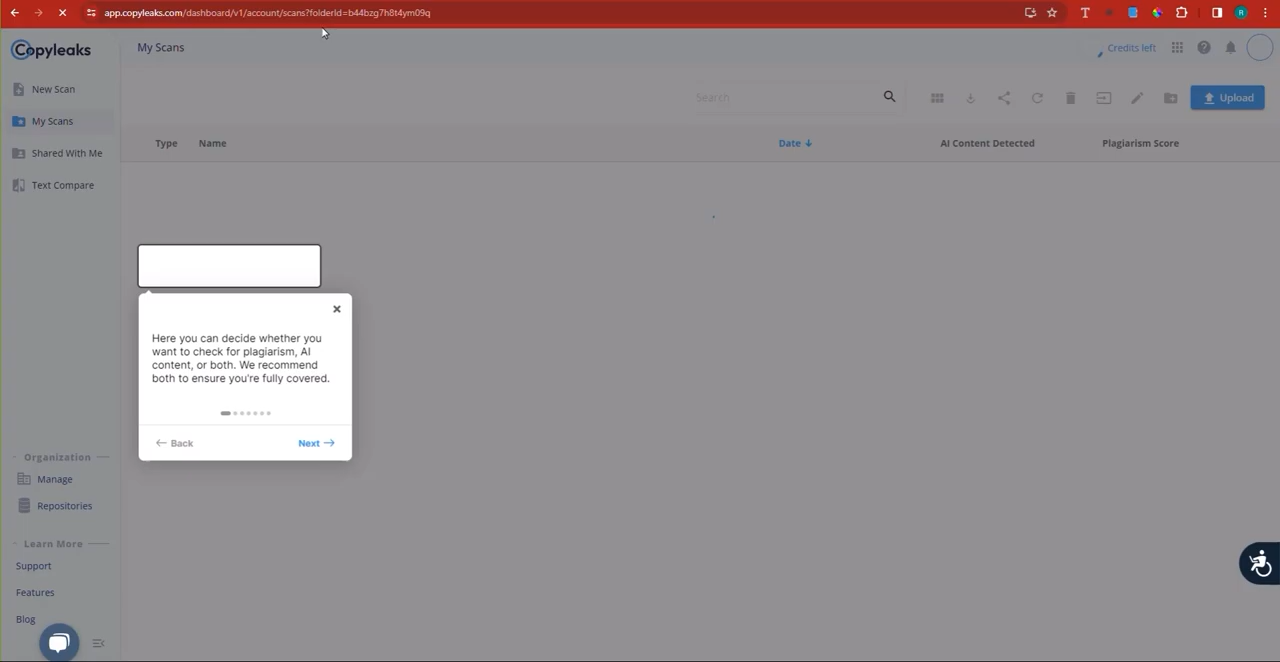 app.copyleaks.com/dashboard/v1/account/scans?folderId=b44bzg7h8t4ym09q
T
R
Copyleaks
My Scans
Credits left
New Scan
My Scans
Shared With Me
Text Compare
Search
Upload
Type
Name
Date
AI Content Detected
Plagiarism Score
Here you can decide whether you
want to check for plagiarism, AI
content, or both. We recommend
both to ensure you're fully covered.
Back
Next
Organization
Manage
Repositories
Learn More
Support
Features
Blog